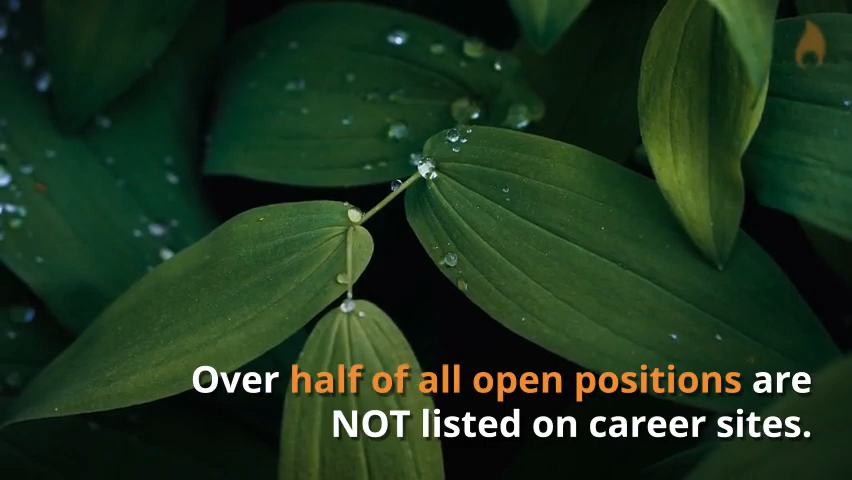 Over half of all open positions are
NOT listed on career sites.